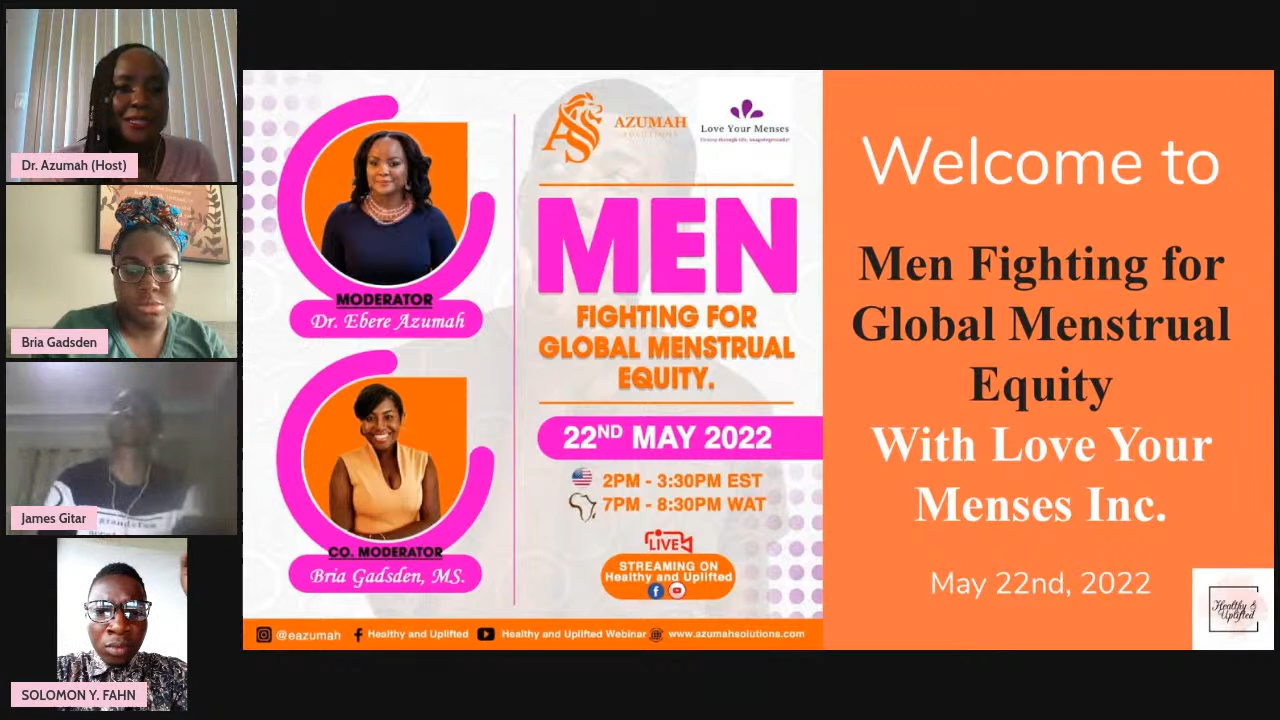 Dr. Azumah (Host)
Bria Gadsden
James Gitar
SOLOMON Y. FAHN
MODERATOR
Dr. Ebere Azumah
CO. MODERATOR
Bria Gadsden, MS.
AS
AZUMAH
SOLUTIONS
Love Your Menses
MEN
FIGHTING FOR
GLOBAL MENSTRUAL
EQUITY.
22ND MAY 2022
2PM - 3:30PM EST
7PM - 8:30PM WAT
LIVE
STREAMING ON
Healthy and Uplifted
@eazumah
Healthy and Uplifted
Healthy and Uplifted Webinar
www.azumahsolutions.com
Welcome to
Men Fighting for
Global Menstrual
Equity
With Love Your
Menses Inc.
May 22nd, 2022
Healthy &
Uplifted